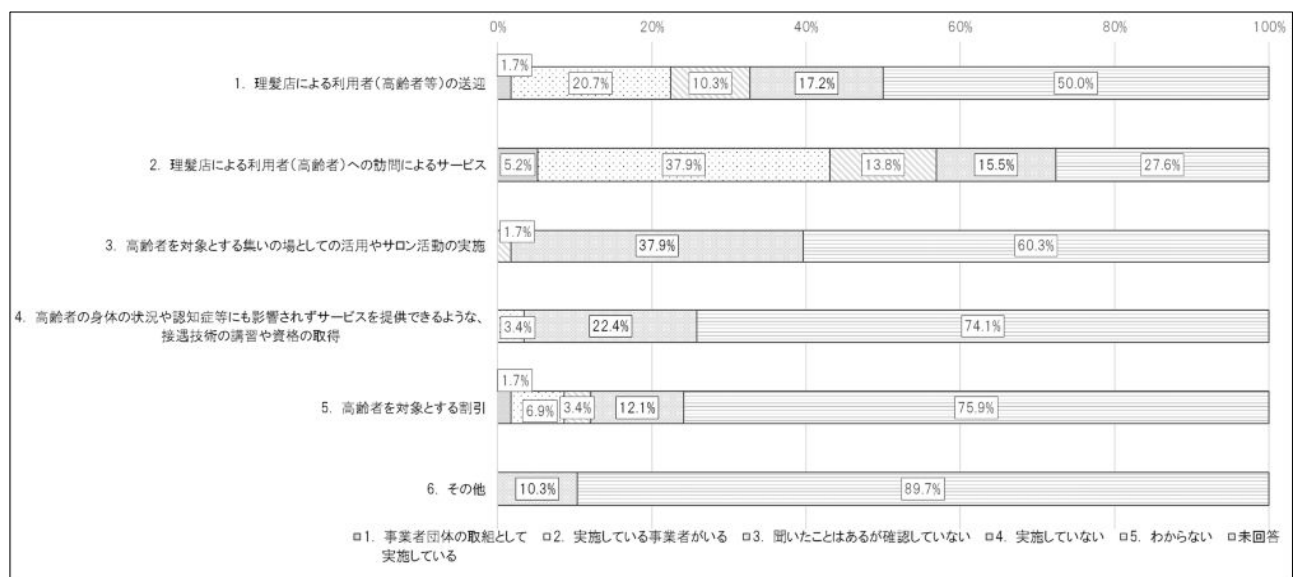 0% 20% 40% 60% 80% 100%
1. 理髪店による利用者(高齢者等)の送迎
1.7% 20.7% 10.3% 17.2% 50.0%
2. 理髪店による利用者(高齢者)への訪問によるサービス
5.2% 37.9% 13.8% 15.5% 27.6%
3. 高齢者を対象とする集いの場としての活用やサロン活動の実施
1.7% 37.9% 60.3%
4. 高齢者の身体の状況や認知症等にも影響されずサービスを提供できるような、
接遇技術の講習や資格の取得
3.4% 22.4% 74.1%
5. 高齢者を対象とする割引
1.7% 6.9% 3.4% 12.1% 75.9%
6. その他
10.3% 89.7%
1. 事業者団体の取組として 2. 実施している事業者がいる 3. 聞いたことはあるが確認していない 4. 実施していない 5. わからない 未回答
実施している